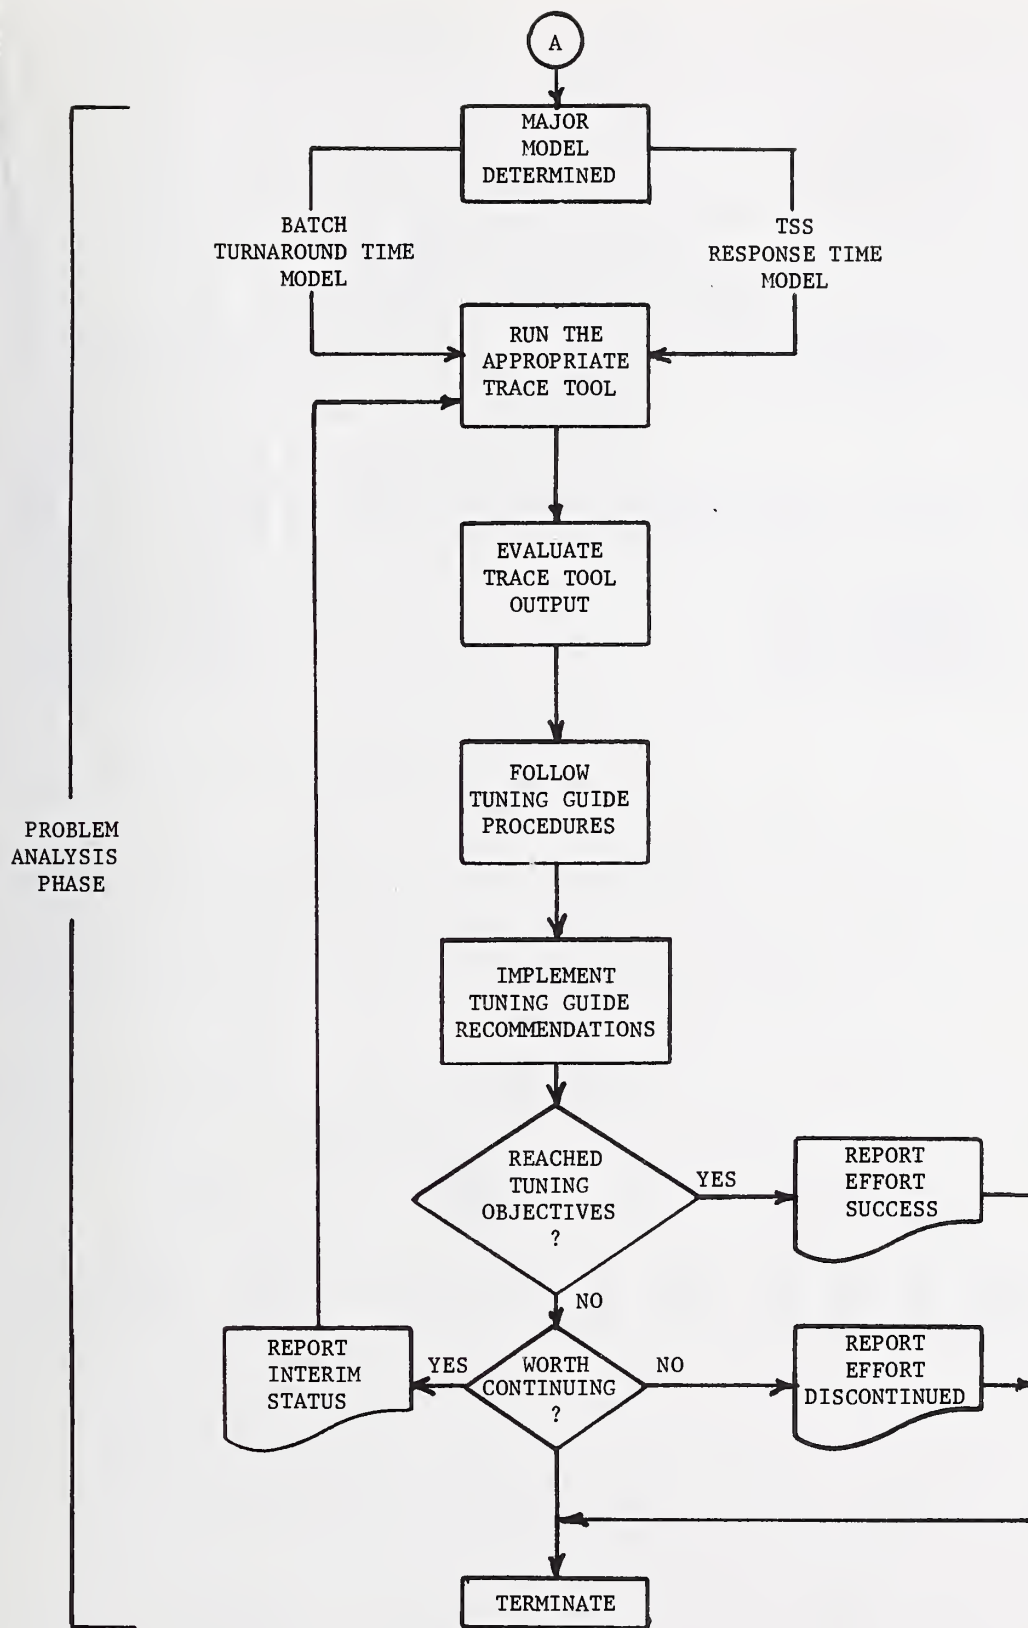 A
MAJOR
MODEL
DETERMINED
BATCH
TURNAROUND TIME
MODEL
TSS
RESPONSE TIME
MODEL
RUN THE
APPROPRIATE
TRACE TOOL
EVALUATE
TRACE TOOL
OUTPUT
FOLLOW
TUNING GUIDE
PROCEDURES
PROBLEM
ANALYSIS
PHASE
IMPLEMENT
TUNING GUIDE
RECOMMENDATIONS
REACHED
TUNING
OBJECTIVES
?
YES
REPORT
EFFORT
SUCCESS
NO
REPORT
INTERIM
STATUS
YES
WORTH
CONTINUING
?
NO
REPORT
EFFORT
DISCONTINUED
TERMINATE